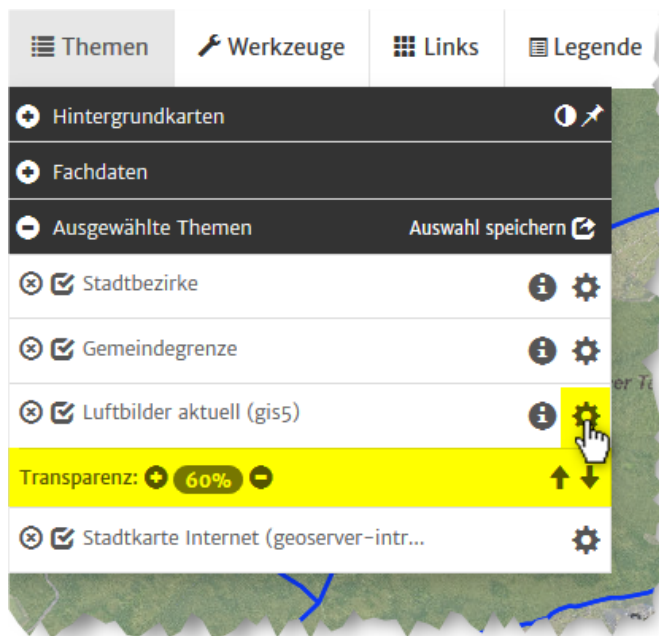 Themen Werkzeuge Links Legende
Hintergrundkarten
Fachdaten
Ausgewählte Themen Auswahl speichern
Stadtbezirke
Gemeindegrenze
Luftbilder aktuell (gis5)
Transparenz: 60%
Stadtkarte Internet (geoserver-intr...